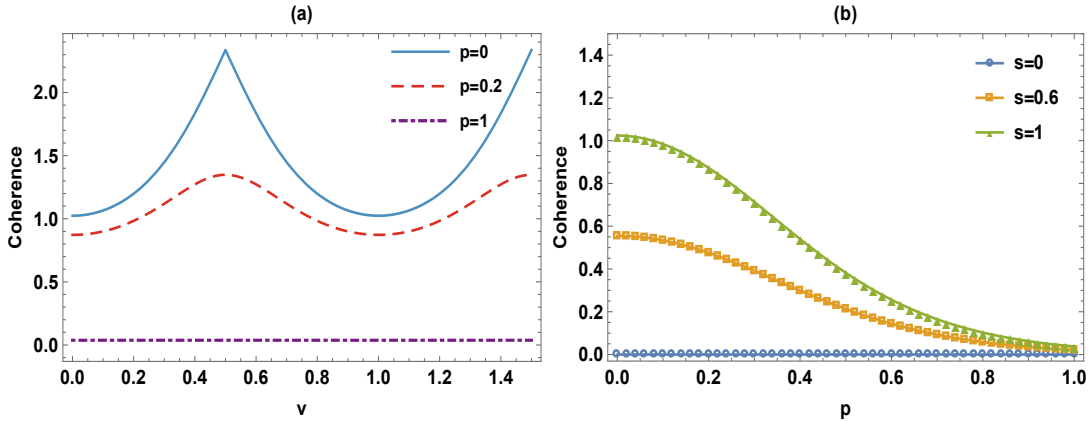 (a)
Coherence
2.0
1.5
1.0
0.5
0.0
p=0
p=0.2
p=1
0.0 0.2 0.4 0.6 0.8 1.0 1.2 1.4
v
(b)
Coherence
1.4
1.2
1.0
0.8
0.6
0.4
0.2
0.0
s=0
s=0.6
s=1
0.0 0.2 0.4 0.6 0.8 1.0
p